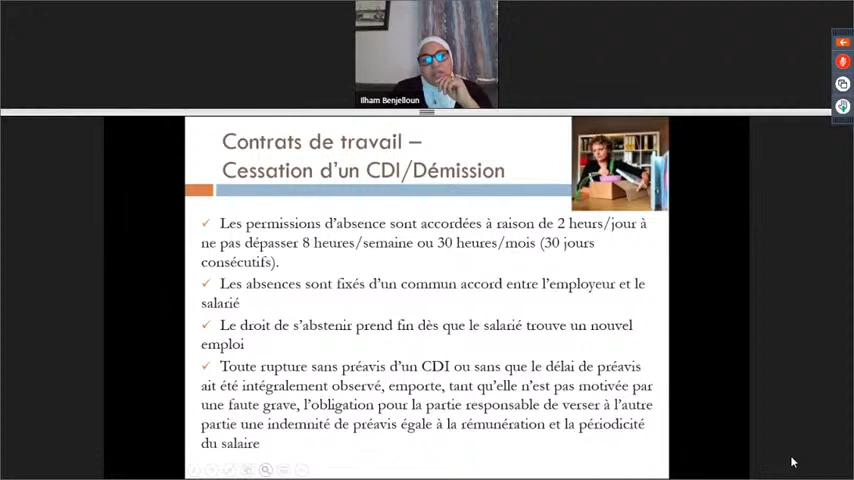 Ilham Benjelloun
Contrats de travail –
Cessation d'un CDI/Démission
✓ Les permissions d'absence sont accordées à raison de 2 heurs/jour à
ne pas dépasser 8 heures/semaine ou 30 heures/mois (30 jours
consécutifs).
✓ Les absences sont fixés d'un commun accord entre l'employeur et le
salarié
✓ Le droit de s'abstenir prend fin dès que le salarié trouve un nouvel
emploi
✓ Toute rupture sans préavis d'un CDI ou sans que le délai de préavis
ait été intégralement observé, emporte, tant qu'elle n'est pas motivée par
une faute grave, l'obligation pour la partie responsable de verser à l'autre
partie une indemnité de préavis égale à la rémunération et la périodicité
du salaire